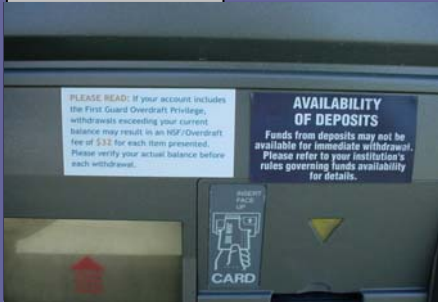 PLEASE READ: If your account includes
the First Guard Overdraft Privilege,
withdrawals exceeding your current
balance may result in an NSF/Overdraft
fee of $32 for each item presented.
Please verify your actual balance before
each withdrawal.
AVAILABILITY
OF DEPOSITS
Funds from deposits may not be
available for immediate withdrawal.
Please refer to your institution's
rules governing funds availability
for details.
INSERT
FACE
UP
CARD